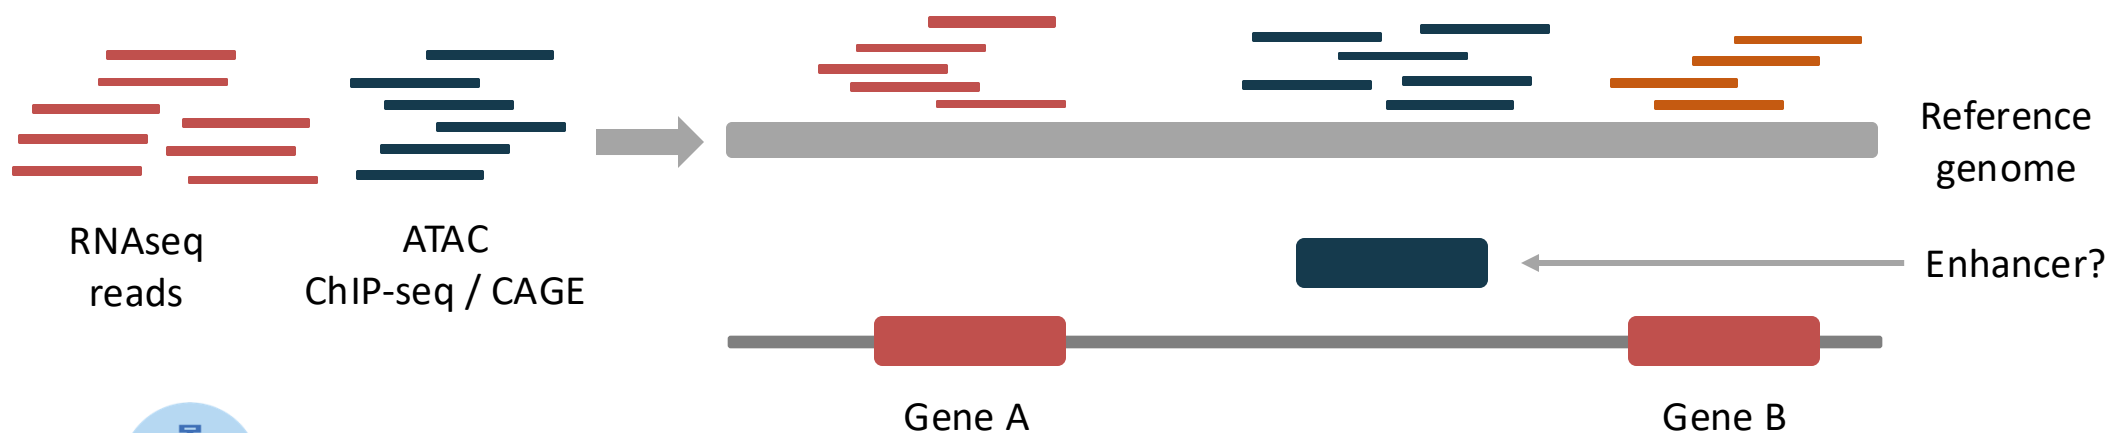 RNAseq
reads
ATAC
ChIP-seq / CAGE
Reference
genome
Enhancer?
Gene A
Gene B